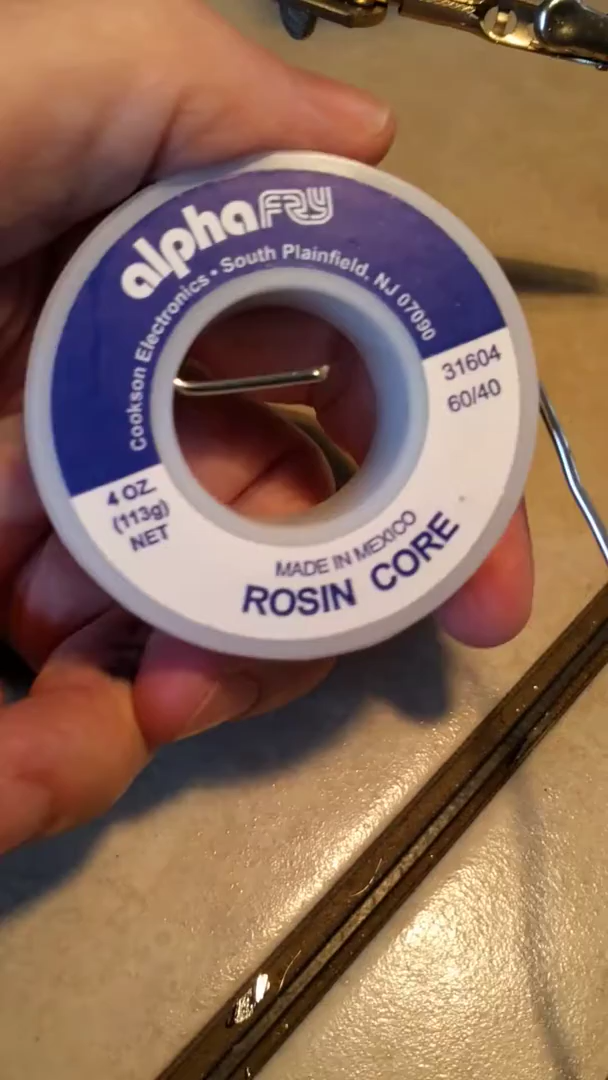 alphaFRY
Cookson Electronics • South Plainfield, NJ 07090
31604
60/40
4 OZ.
(113g)
NET
MADE IN MEXICO
ROSIN CORE